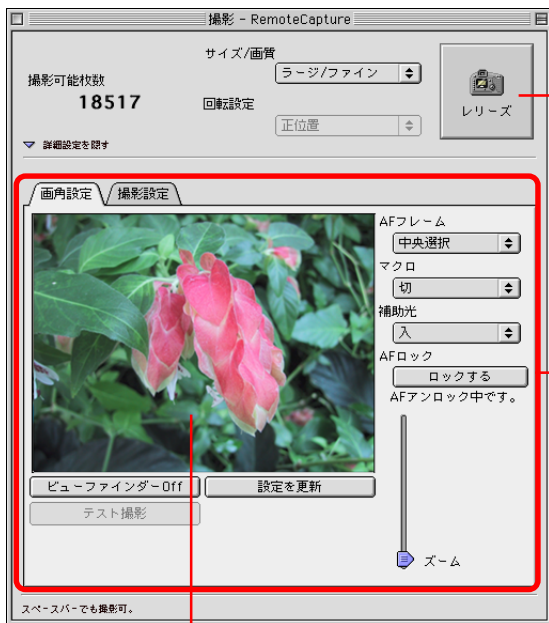 撮影 - RemoteCapture
サイズ/画質
ラージ/ファイン
撮影可能枚数
18517
回転設定
正位置
レリーズ
詳細設定を隠す
画角設定
撮影設定
AFフレーム
中央選択
マクロ
切
補助光
入
AFロック
ロックする
AFアンロック中です。
ビューファインダーOff
設定を更新
テスト撮影
ズーム
スペースバーでも撮影可。